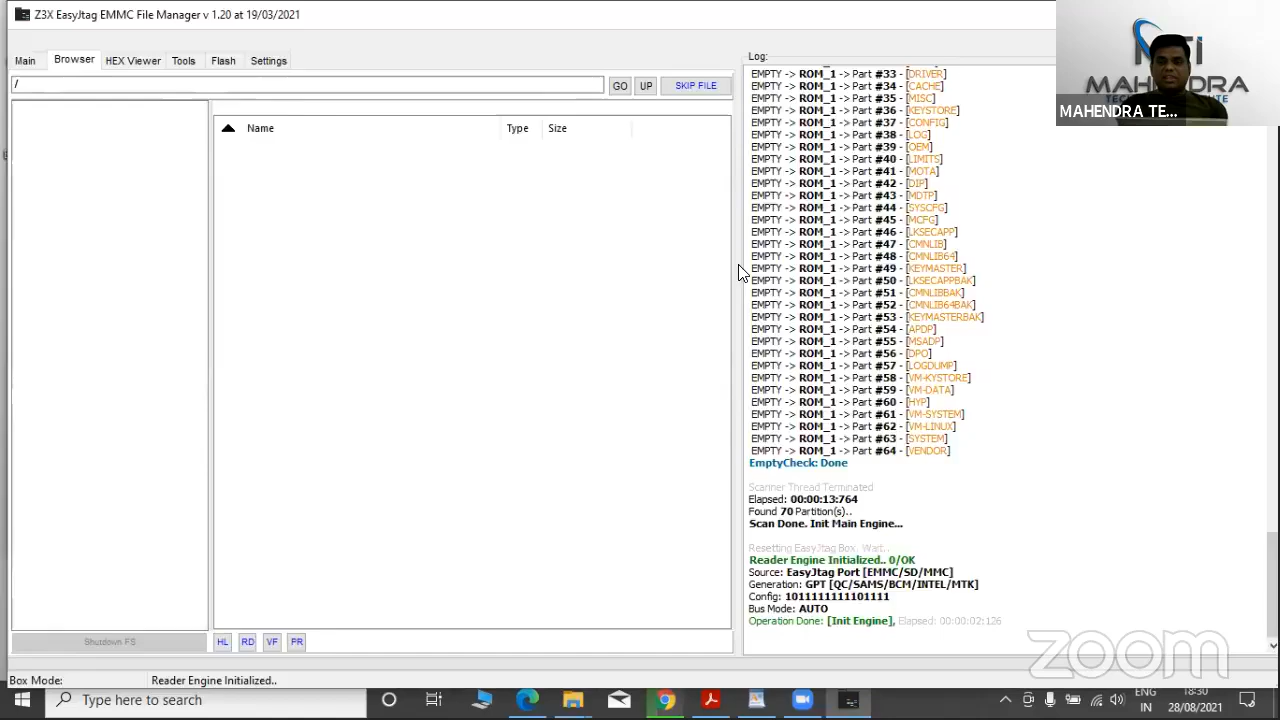 Z3X EasyJtag EMMC File Manager v 1.20 at 19/03/2021
Main Browser HEX Viewer Tools Flash Settings
/ GO UP SKIP FILE
Name Type Size
Shutdown FS HL RD VF PR
Log:
EMPTY -> ROM_1 -> Part #33 - [DRIVER]
EMPTY -> ROM_1 -> Part #34 - [CACHE]
EMPTY -> ROM_1 -> Part #35 - [MISC]
EMPTY -> ROM_1 -> Part #36 - [KEYSTORE]
EMPTY -> ROM_1 -> Part #37 - [CONFIG]
EMPTY -> ROM_1 -> Part #38 - [LOG]
EMPTY -> ROM_1 -> Part #39 - [OEM]
EMPTY -> ROM_1 -> Part #40 - [LIMITS]
EMPTY -> ROM_1 -> Part #41 - [MOTA]
EMPTY -> ROM_1 -> Part #42 - [DIP]
EMPTY -> ROM_1 -> Part #43 - [MDTP]
EMPTY -> ROM_1 -> Part #44 - [SYSCFG]
EMPTY -> ROM_1 -> Part #45 - [MCFG]
EMPTY -> ROM_1 -> Part #46 - [LKSECAPP]
EMPTY -> ROM_1 -> Part #47 - [CMNLIB]
EMPTY -> ROM_1 -> Part #48 - [CMNLIB64]
EMPTY -> ROM_1 -> Part #49 - [KEYMASTER]
EMPTY -> ROM_1 -> Part #50 - [LKSECAPPBAK]
EMPTY -> ROM_1 -> Part #51 - [CMNLIBBAK]
EMPTY -> ROM_1 -> Part #52 - [CMNLIB64BAK]
EMPTY -> ROM_1 -> Part #53 - [KEYMASTERBAK]
EMPTY -> ROM_1 -> Part #54 - [APDP]
EMPTY -> ROM_1 -> Part #55 - [MSADP]
EMPTY -> ROM_1 -> Part #56 - [DPO]
EMPTY -> ROM_1 -> Part #57 - [LOGDUMP]
EMPTY -> ROM_1 -> Part #58 - [VM-KYSTORE]
EMPTY -> ROM_1 -> Part #59 - [VM-DATA]
EMPTY -> ROM_1 -> Part #60 - [HYP]
EMPTY -> ROM_1 -> Part #61 - [VM-SYSTEM]
EMPTY -> ROM_1 -> Part #62 - [VM-LINUX]
EMPTY -> ROM_1 -> Part #63 - [SYSTEM]
EMPTY -> ROM_1 -> Part #64 - [VENDOR]
EmptyCheck: Done
Scanner Thread Terminated
Elapsed: 00:00:13:764
Found 70 Partition(s)..
Scan Done. Init Main Engine...
Resetting EasyJtag Box. Wait..
Reader Engine Initialized.. 0/OK
Source: EasyJtag Port [EMMC/SD/MMC]
Generation: GPT [QC/SAMS/BCM/INTEL/MTK]
Config: 1011111111101111
Bus Mode: AUTO
Operation Done: [Init Engine], Elapsed: 00:00:02:126
MAHENDRA
MAHENDRA TE...
zoom
Box Mode: Reader Engine Initialized..
Type here to search
ENG
IN
18:30
28/08/2021